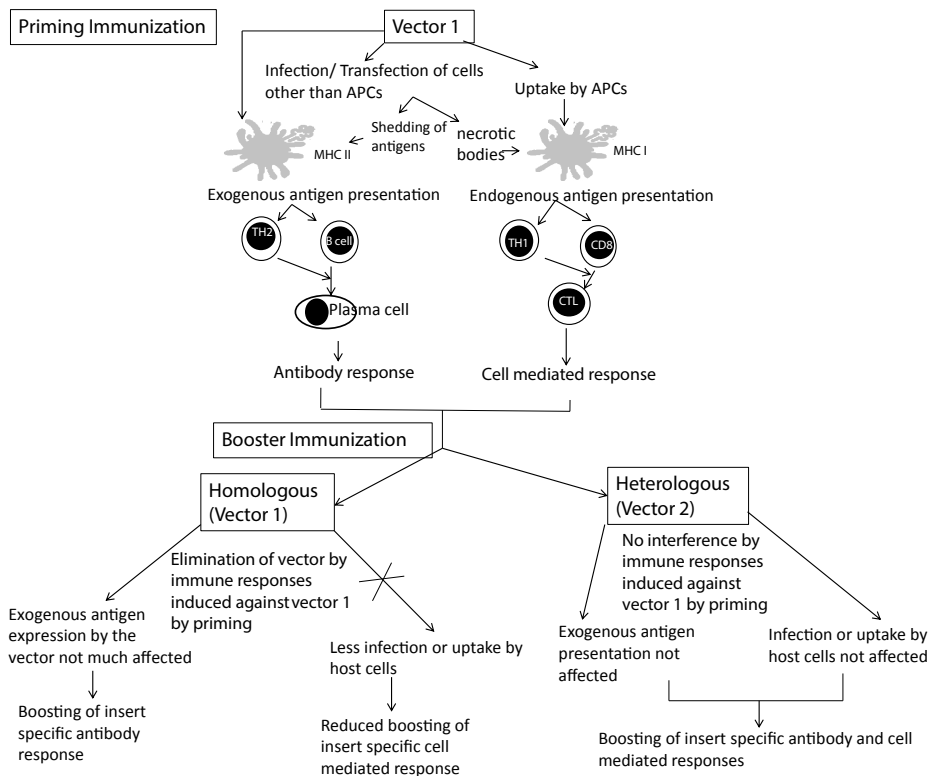 Priming Immunization
Vector 1
Infection/ Transfection of cells
other than APCs
Uptake by APCs
Shedding of
antigens
necrotic
bodies
MHC II
MHC I
Exogenous antigen presentation
Endogenous antigen presentation
TH2
B cell
TH1
CD8
Plasma cell
CTL
Antibody response
Cell mediated response
Booster Immunization
Homologous
(Vector 1)
Heterologous
(Vector 2)
Elimination of vector by
immune responses
induced against vector 1
by priming
No interference by
immune responses
induced against
vector 1 by priming
Exogenous antigen
expression by the
vector not much affected
Less infection or uptake by
host cells
Exogenous antigen
presentation not
affected
Infection or uptake by
host cells not affected
Boosting of insert
specific antibody
response
Reduced boosting of
insert specific cell
mediated response
Boosting of insert specific antibody and cell
mediated responses